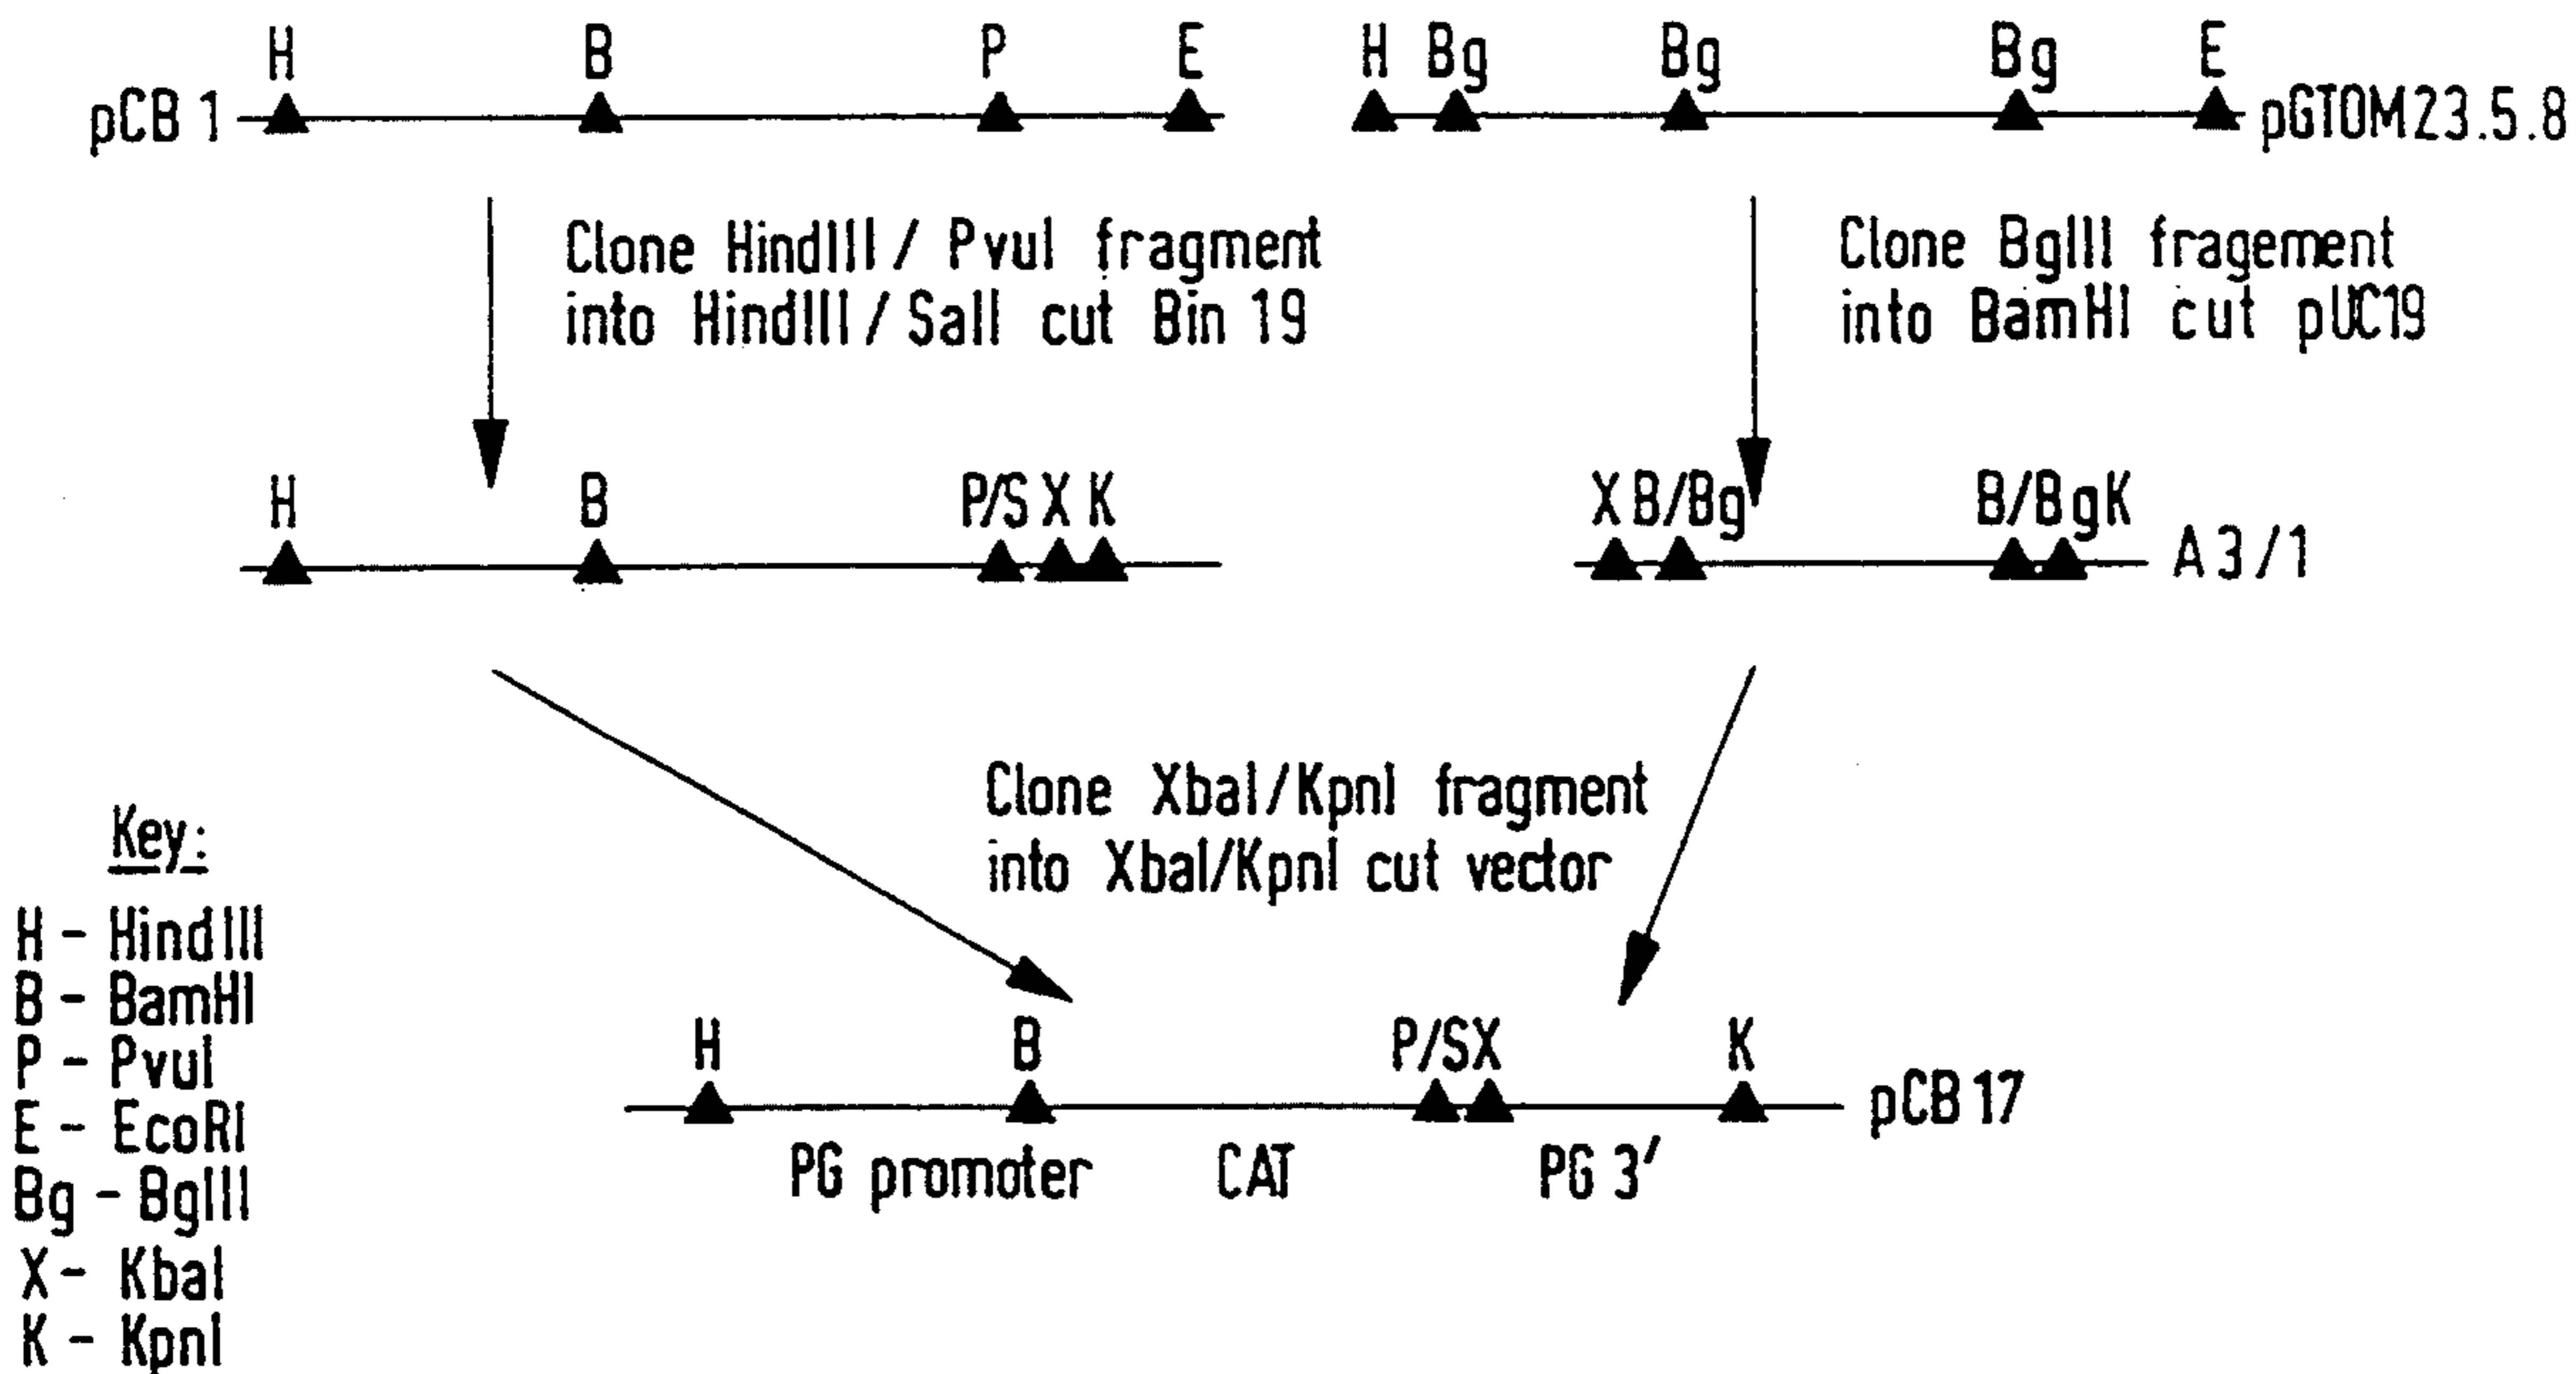 H B P E H Bg Bg Bg E
pCB 1 pGTOM23.5.8
Clone HindIII / PvuI fragment
into HindIII / SalI cut Bin 19
Clone BglII fragement
into BamHI cut pUC19
H B P/S X K
X B/Bg B/Bg K
A3/1
Clone XbaI/KpnI fragment
into XbaI/KpnI cut vector
Key:
H - HindIII
B - BamHI
P - PvuI
E - EcoRI
Bg - BglII
X - KbaI
K - KpnI
H B P/S X K
pCB 17
PG promoter CAT PG 3′